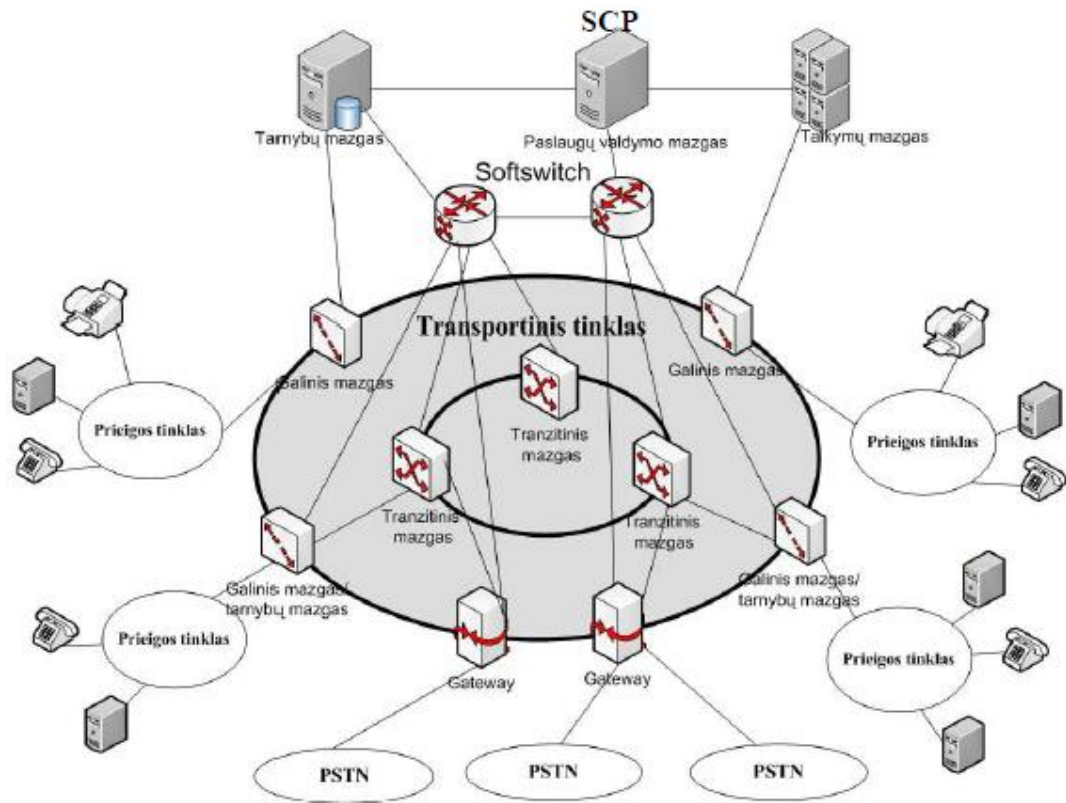 SCP
Tarnybų mazgas
Paslaugų valdymo mazgas
Taikymų mazgas
Softswitch
Transportinis tinklas
Galinis mazgas
Galinis mazgas
Prieigos tinklas
Tranzitinis
mazgas
Prieigos tinklas
Tranzitinis
mazgas
Tranzitinis
mazgas
Galinis mazgas/
tarnybų mazgas
Galinis mazgas/
tarnybų mazgas
Prieigos tinklas
Prieigos tinklas
Gateway
Gateway
PSTN
PSTN
PSTN